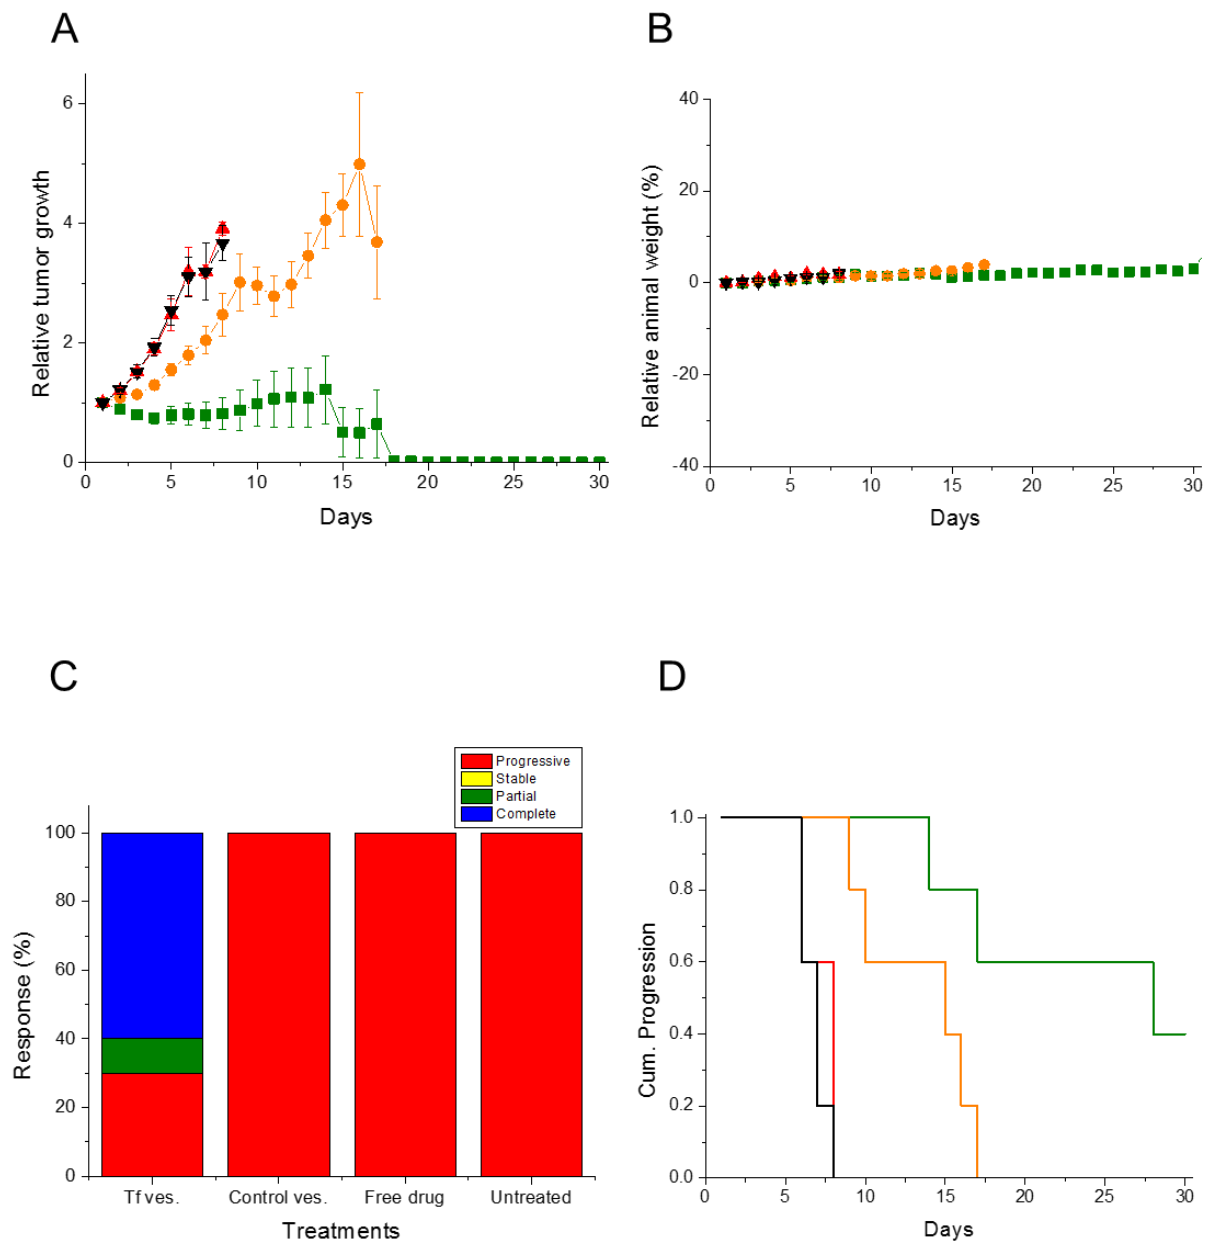 A
Relative tumor growth
6
4
2
0
0 5 10 15 20 25 30
Days
B
Relative animal weight (%)
40
20
0
-20
-40
0 5 10 15 20 25 30
Days
C
Progressive
Stable
Partial
Complete
Response (%)
100
80
60
40
20
0
Tf ves. Control ves. Free drug Untreated
Treatments
D
Cum. Progression
1.0
0.8
0.6
0.4
0.2
0.0
0 5 10 15 20 25 30
Days